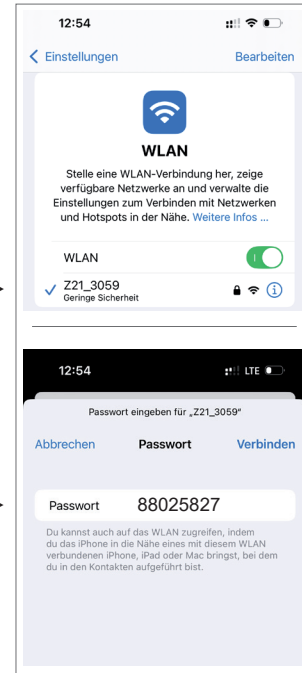 12:54
Einstellungen Bearbeiten
WLAN
Stelle eine WLAN-Verbindung her, zeige
verfügbare Netzwerke an und verwalte die
Einstellungen zum Verbinden mit Netzwerken
und Hotspots in der Nähe. Weitere Infos ...
WLAN
Z21_3059
Geringe Sicherheit
12:54 LTE
Passwort eingeben für „Z21_3059“
Abbrechen Passwort Verbinden
Passwort 88025827
Du kannst auch auf das WLAN zugreifen, indem
du das iPhone in die Nähe eines mit diesem WLAN
verbundenen iPhone, iPad oder Mac bringst, bei dem
du in den Kontakten aufgeführt bist.